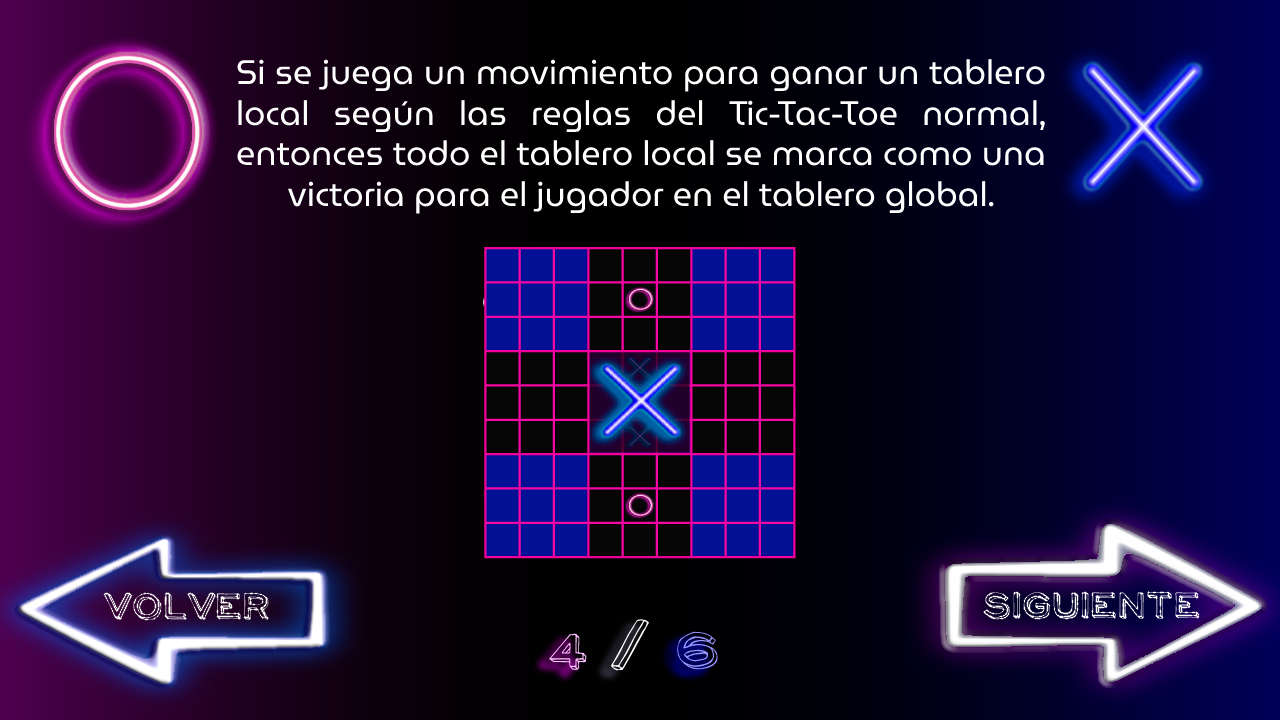 Si se juega un movimiento para ganar un tablero
local según las reglas del Tic-Tac-Toe normal,
entonces todo el tablero local se marca como una
victoria para el jugador en el tablero global.
VOLVER
SIGUIENTE
4 / 6